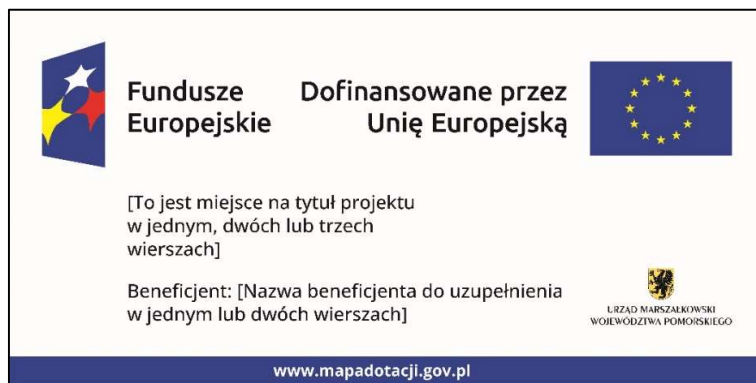 Fundusze
Europejskie
Dofinansowane przez
Unię Europejską
[To jest miejsce na tytuł projektu
w jednym, dwóch lub trzech
wierszach]
Beneficjent: [Nazwa beneficjenta do uzupełnienia
w jednym lub dwóch wierszach]
URZĄD MARSZAŁKOWSKI
WOJEWÓDZTWA POMORSKIEGO
www.mapadotacji.gov.pl